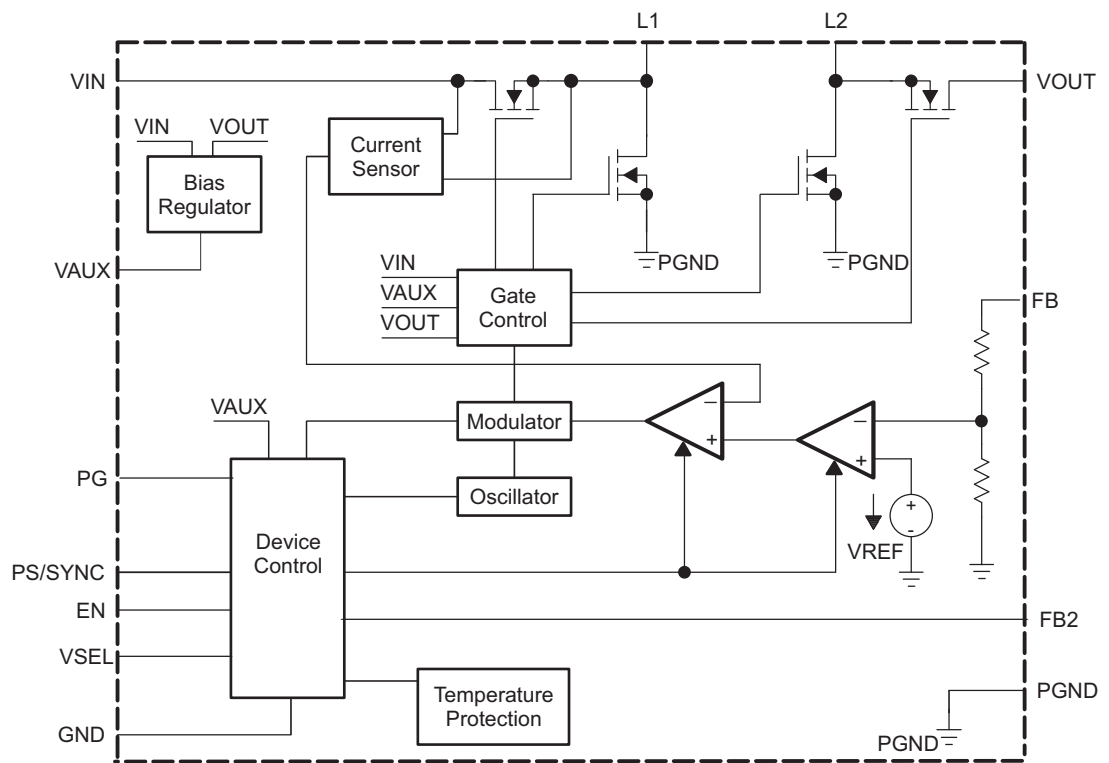 L1
L2
VIN
VOUT
VIN
VOUT
Current
Sensor
Bias
Regulator
VAUX
PGND
PGND
VIN
VAUX
VOUT
Gate
Control
FB
VAUX
Modulator
−
+
−
+
PG
Oscillator
+
-
VREF
Device
Control
PS/SYNC
EN
FB2
VSEL
Temperature
Protection
PGND
GND
PGND